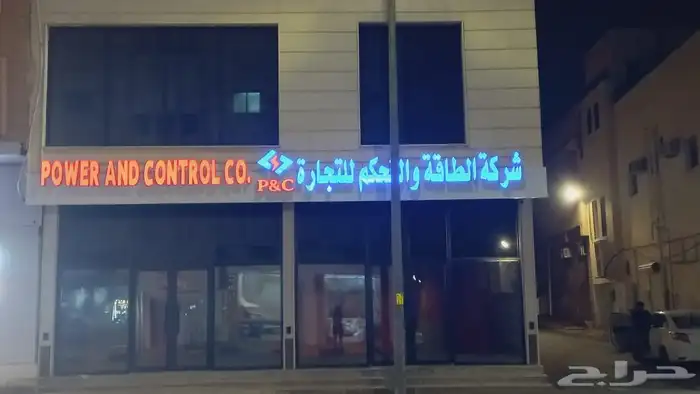 POWER AND CONTROL CO.
P&C
شركة الطاقة والتحكم للتجارة
حراج